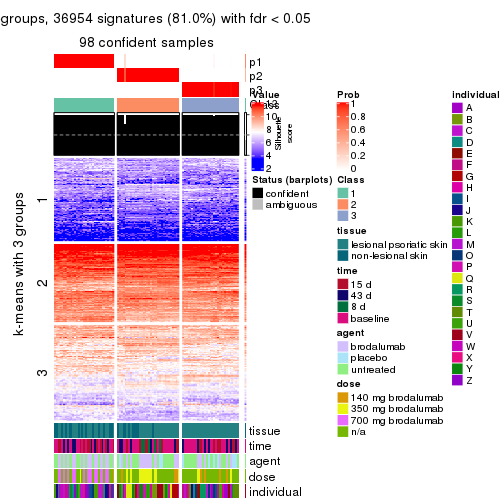 groups, 36954 signatures (81.0%) with fdr < 0.05
98 confident samples
p1
p2
p3
Class
k-means with 3 groups
1
2
3
Value
10
8
6
4
2
Silhouette
score
Status (barplots)
confident
ambiguous
Prob
1
0.8
0.6
0.4
0.2
0
Class
1
2
3
tissue
lesional psoriatic skin
non-lesional skin
time
15 d
43 d
8 d
baseline
agent
brodalumab
placebo
untreated
dose
140 mg brodalumab
350 mg brodalumab
700 mg brodalumab
n/a
individual
A
B
C
D
E
F
G
H
I
J
K
L
M
O
P
Q
R
S
T
U
V
W
X
Y
Z
tissue
time
agent
dose
individual